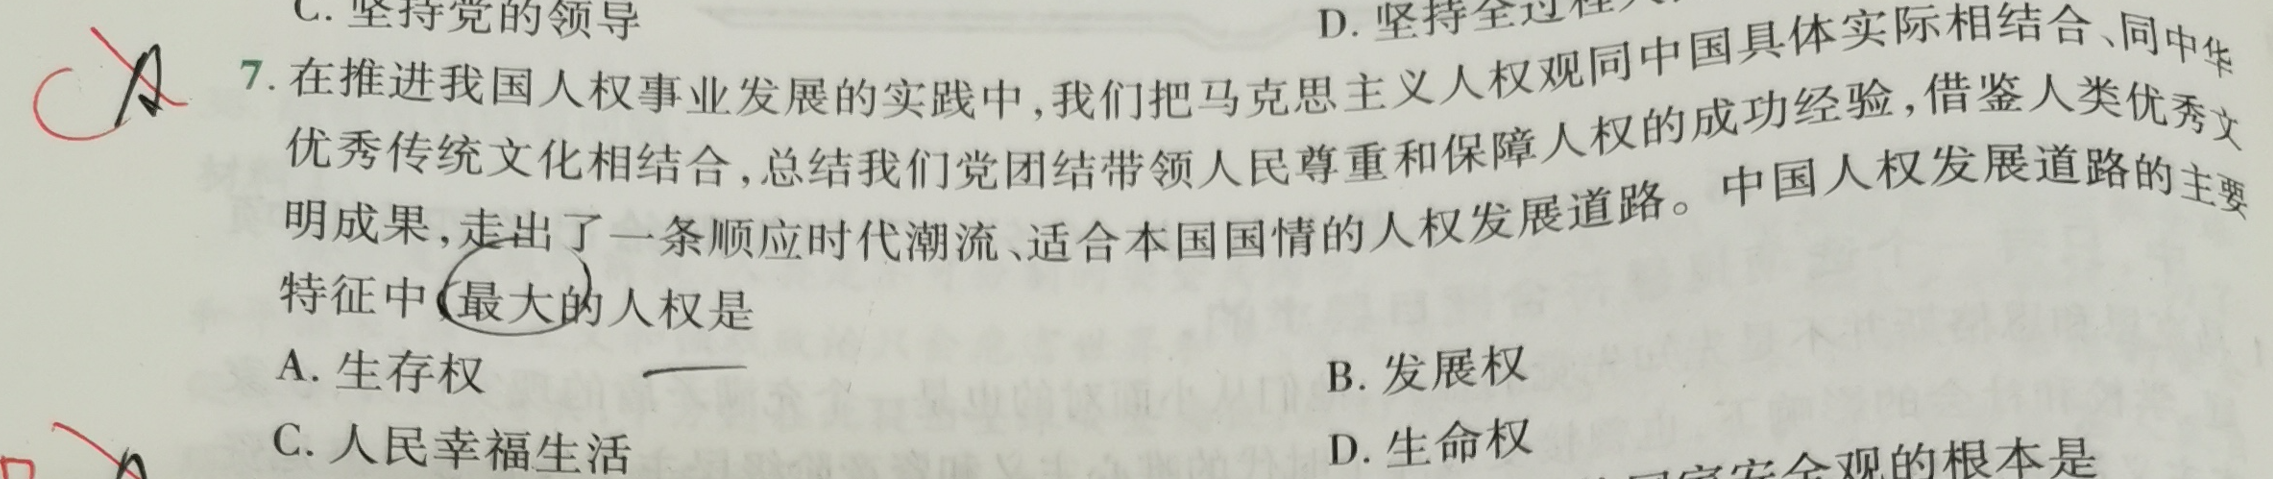 C. 坚持党的领导
D. 坚持全过程人
A
7. 在推进我国人权事业发展的实践中,我们把马克思主义人权观同中国具体实际相结合、同中华
优秀传统文化相结合,总结我们党团结带领人民尊重和保障人权的成功经验,借鉴人类优秀文
明成果,走出了一条顺应时代潮流、适合本国国情的人权发展道路。中国人权发展道路的主要
特征中,最大的人权是
A. 生存权
B. 发展权
C. 人民幸福生活
D. 生命权
国家安全观的根本是